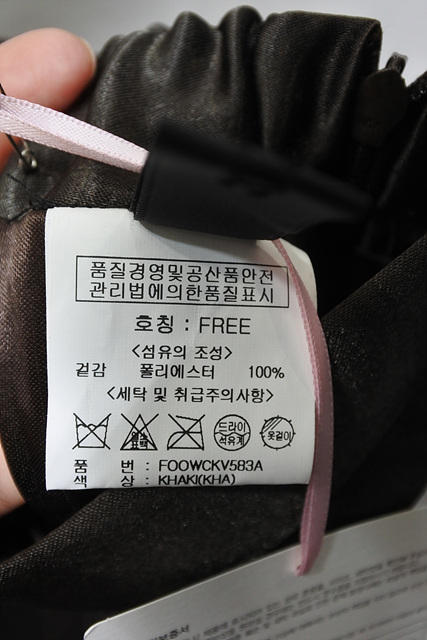 품질경영및공산품안전
관리법에의한품질표시
호칭 : FREE
<섬유의 조성>
겉감 폴리에스터 100%
<세탁 및 취급주의사항>
드라이
석유계
옷걸이
품 번 : FOOWCKV583A
색 상 : KHAKI(KHA)